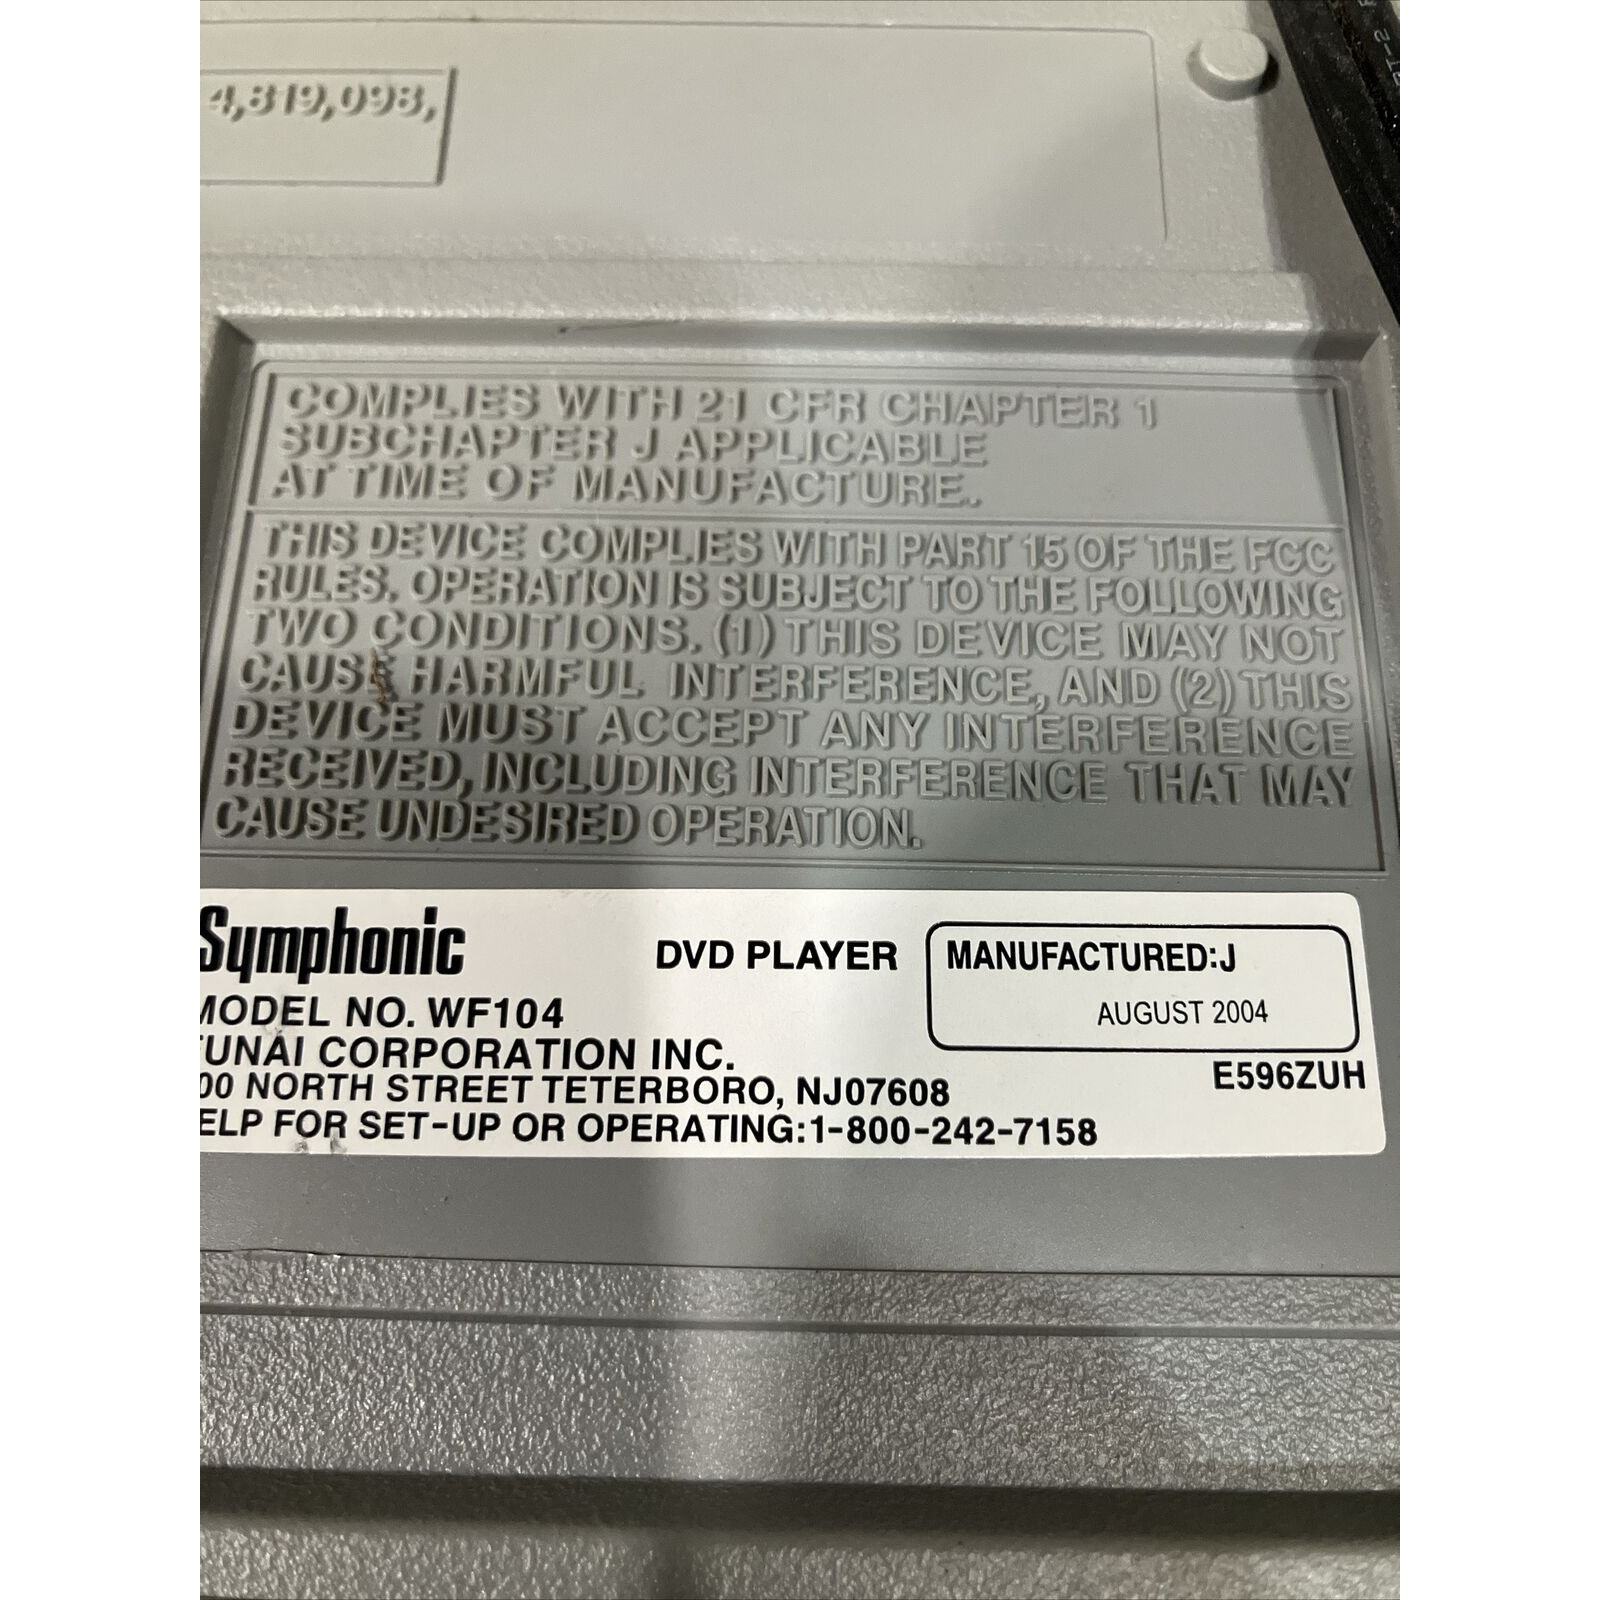 4,819,098,
COMPLIES WITH 21 CFR CHAPTER 1
SUBCHAPTER J APPLICABLE
AT TIME OF MANUFACTURE.
THIS DEVICE COMPLIES WITH PART 15 OF THE FCC
RULES. OPERATION IS SUBJECT TO THE FOLLOWING
TWO CONDITIONS. (1) THIS DEVICE MAY NOT
CAUSE HARMFUL INTERFERENCE, AND (2) THIS
DEVICE MUST ACCEPT ANY INTERFERENCE
RECEIVED, INCLUDING INTERFERENCE THAT MAY
CAUSE UNDESIRED OPERATION.
Symphonic DVD PLAYER MANUFACTURED:J
AUGUST 2004
MODEL NO. WF104
UNAI CORPORATION INC.
E596ZUH
00 NORTH STREET TETERBORO, NJ07608
ELP FOR SET-UP OR OPERATING:1-800-242-7158